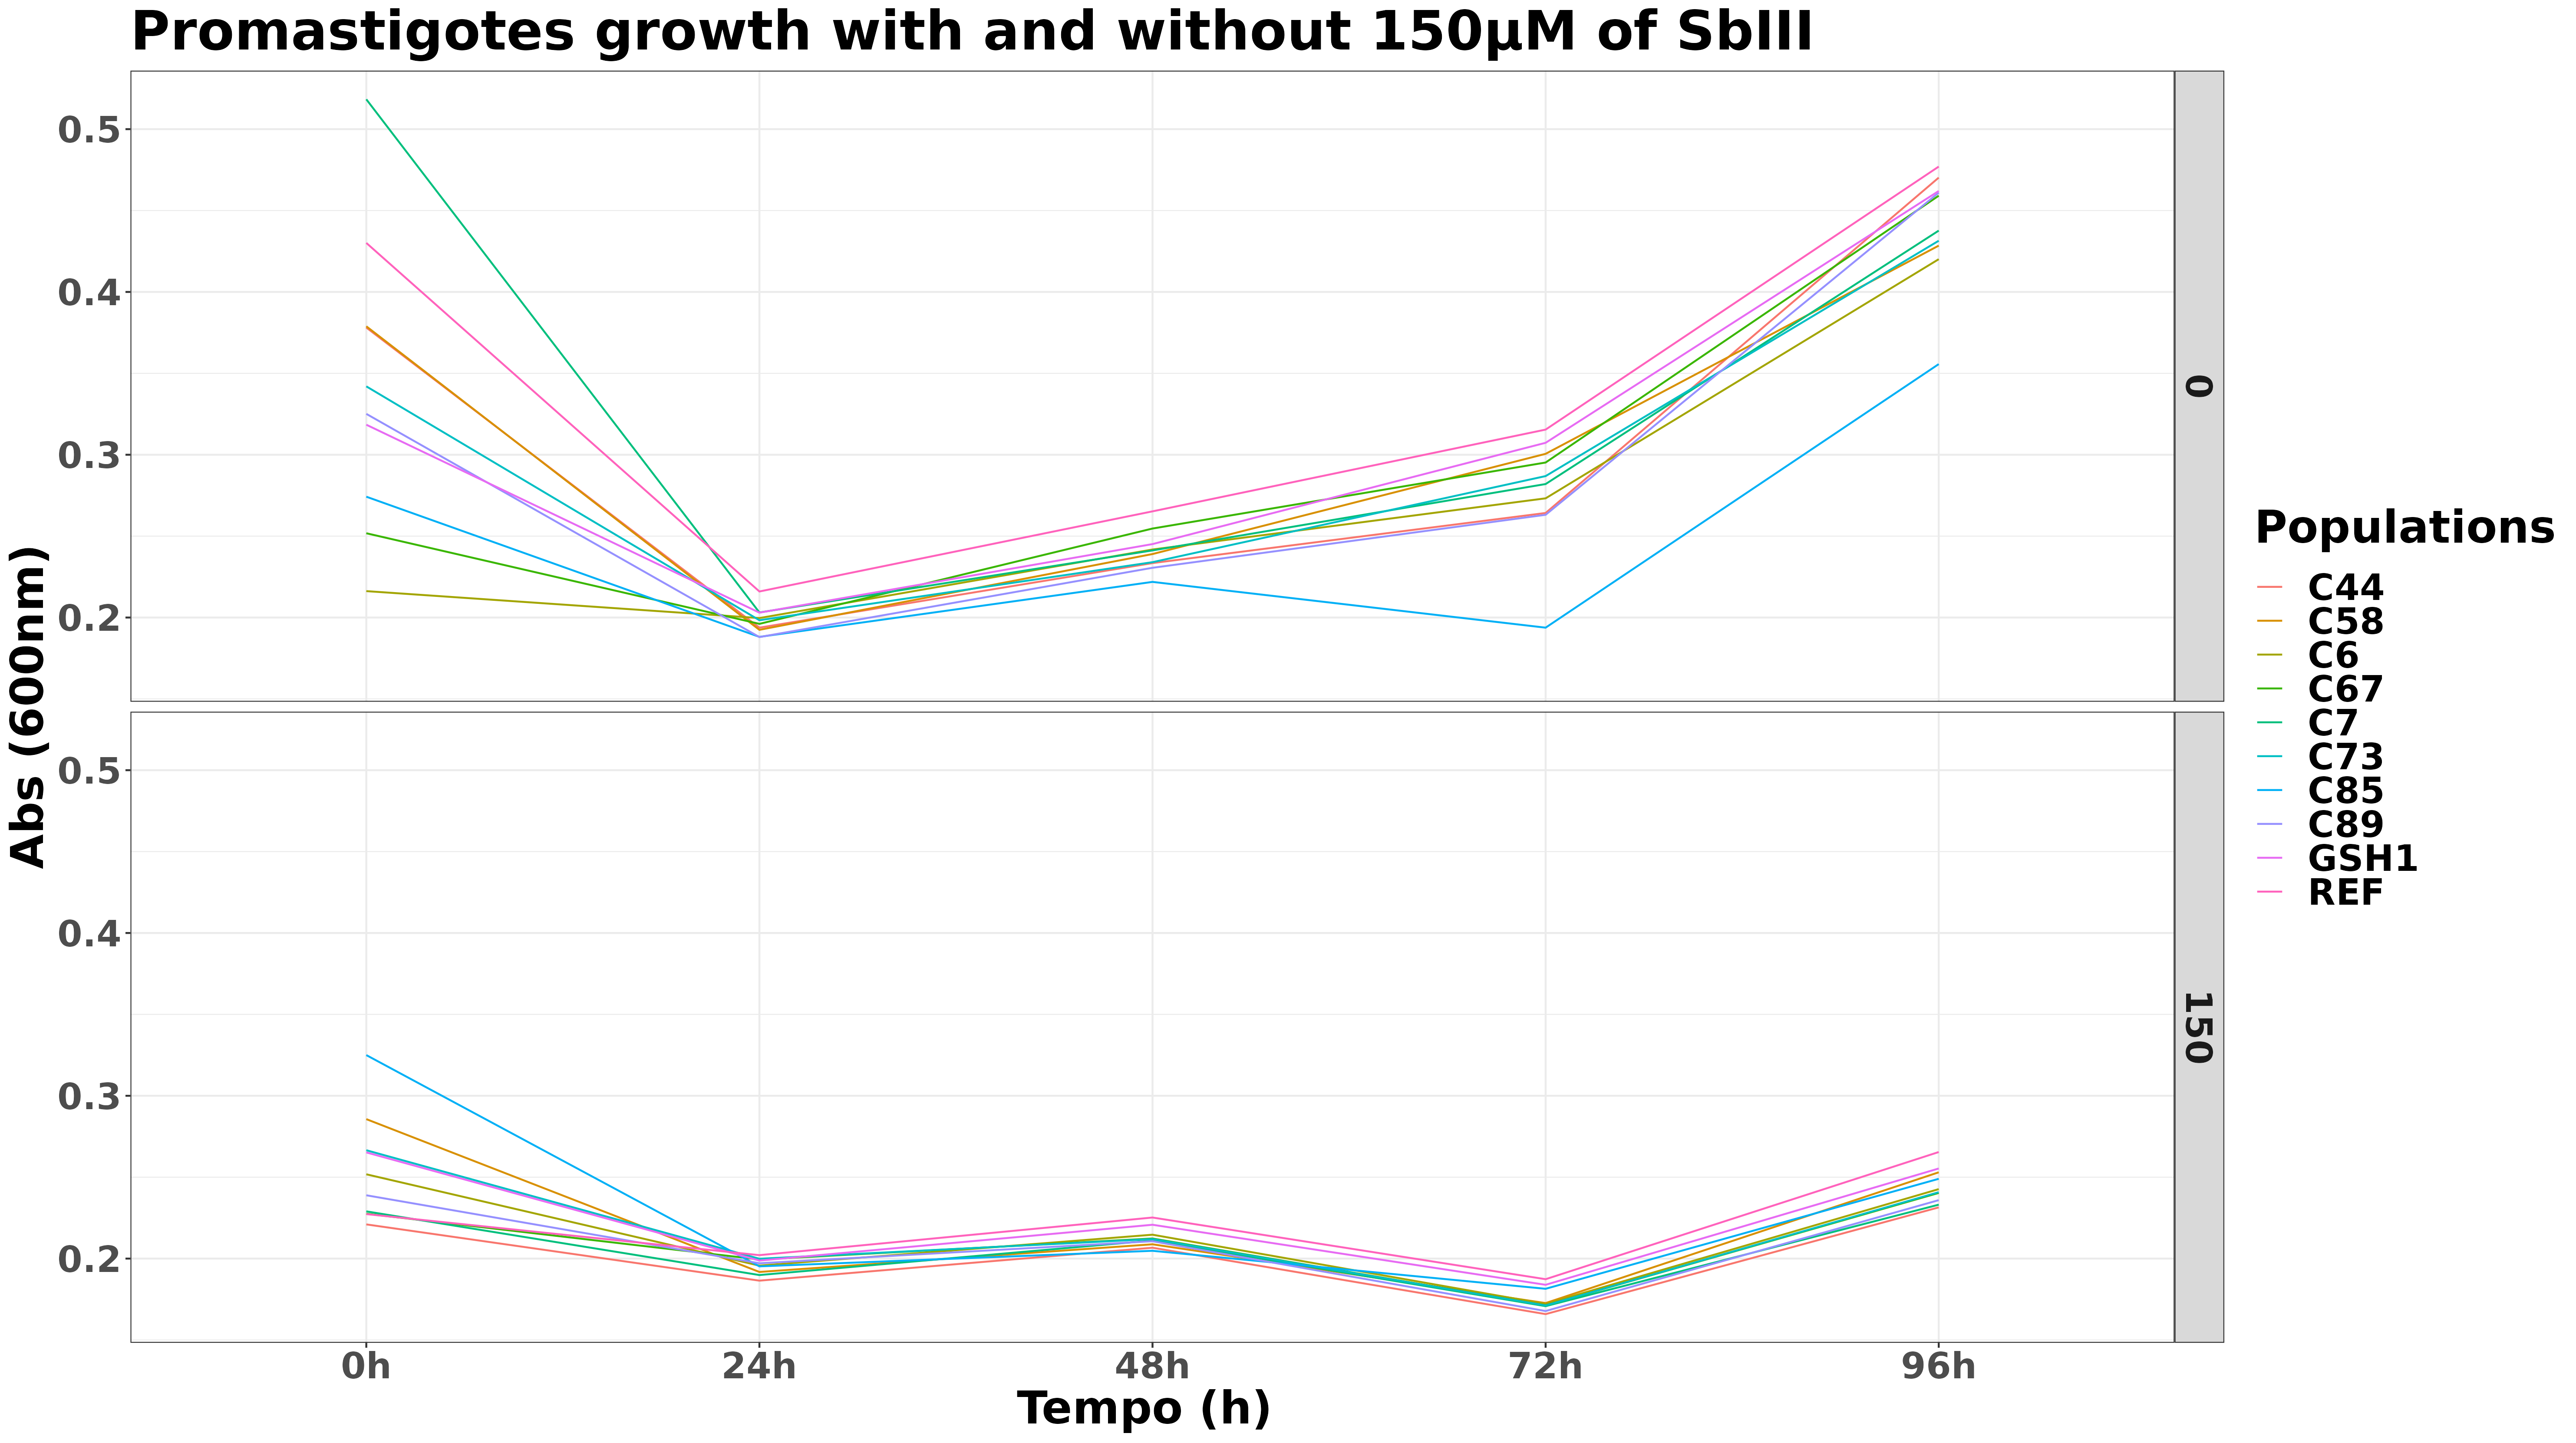 Promastigotes growth with and without 150μM of SbIII
Abs (600nm)
0.5
0.4
0.3
0.2
0
0.5
0.4
0.3
0.2
150
0h 24h 48h 72h 96h
Tempo (h)
Populations
C44
C58
C6
C67
C7
C73
C85
C89
GSH1
REF